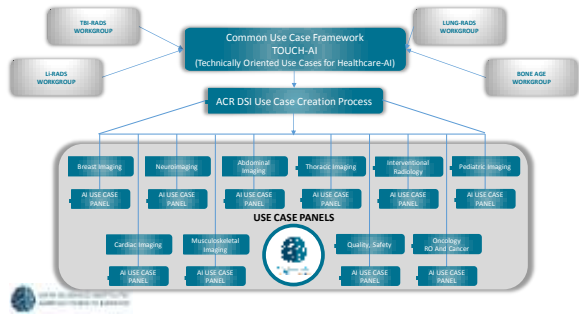 TBI-RADS
WORKGROUP
LUNG-RADS
WORKGROUP
Common Use Case Framework
TOUCH-AI
(Technically Oriented Use Cases for Healthcare-AI)
Li-RADS
WORKGROUP
BONE AGE
WORKGROUP
ACR DSI Use Case Creation Process
Breast Imaging
Neuroimaging
Abdominal
Imaging
Thoracic Imaging
Interventional
Radiology
Pediatric Imaging
AI USE CASE
PANEL
AI USE CASE
PANEL
AI USE CASE
PANEL
AI USE CASE
PANEL
AI USE CASE
PANEL
AI USE CASE
PANEL
USE CASE PANELS
Cardiac Imaging
Musculoskeletal
Imaging
Quality, Safety
Oncology
RO And Cancer
AI USE CASE
PANEL
AI USE CASE
PANEL
AI USE CASE
PANEL
AI USE CASE
PANEL